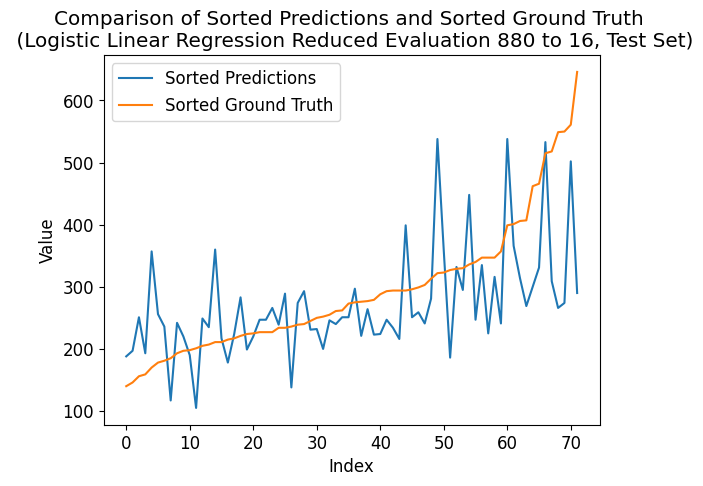 Comparison of Sorted Predictions and Sorted Ground Truth
(Logistic Linear Regression Reduced Evaluation 880 to 16, Test Set)
Sorted Predictions
Sorted Ground Truth
600
500
400
300
200
100
Value
0 10 20 30 40 50 60 70
Index